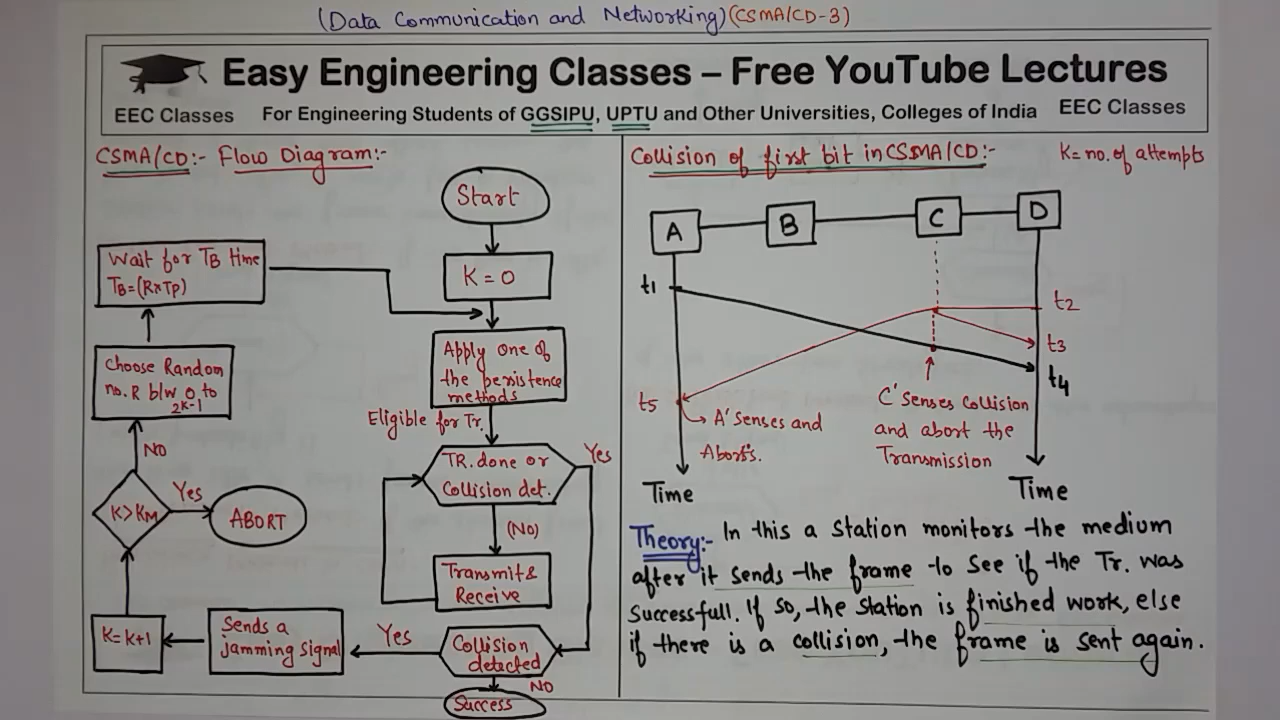 (Data Communication and Networking) (CSMA/CD-3)
Easy Engineering Classes – Free YouTube Lectures
EEC Classes
For Engineering Students of GGSIPU, UPTU and Other Universities, Colleges of India
EEC Classes
CSMA/CD:- Flow Diagram:-
Start
K = 0
Wait for TB time
TB=(R×Tp)
Apply one of
the persistence
methods
Choose Random
no. R b/w 0 to
2K-1
Eligible for Tr.
TR. done or
Collision det.
Yes
(NO)
Transmit &
Receive
NO
K>KM
Yes
ABORT
K=K+1
Sends a
jamming signal
Yes
Collision
detected
NO
Success
Collision of first bit in CSMA/CD:-
K= no. of attempts
A
B
C
D
t1
t2
t3
t4
t5
A' Senses and
Aborts.
C' Senses Collision
and abort the
Transmission
Time
Time
Theory:- In this a station monitors the medium
after it sends the frame to see if the Tr. was
Successfull. If so, the station is finished work, else
if there is a collision, the frame is sent again.